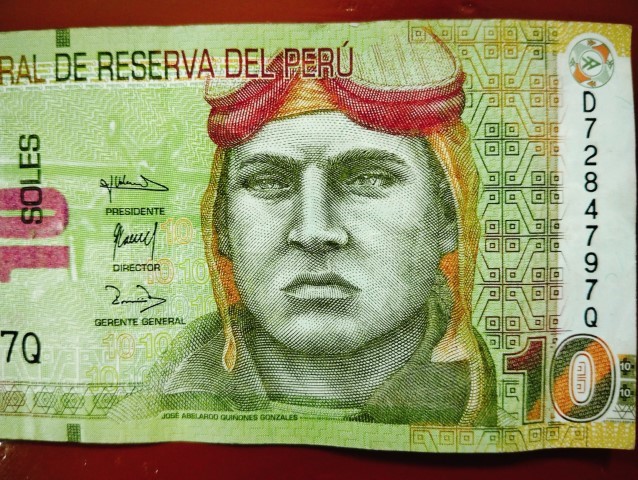 RAL DE RESERVA DEL PERÚ
10 SOLES
PRESIDENTE
DIRECTOR
GERENTE GENERAL
7Q
JOSÉ ABELARDO QUIÑONES GONZALES
D7284797Q
10
10
10